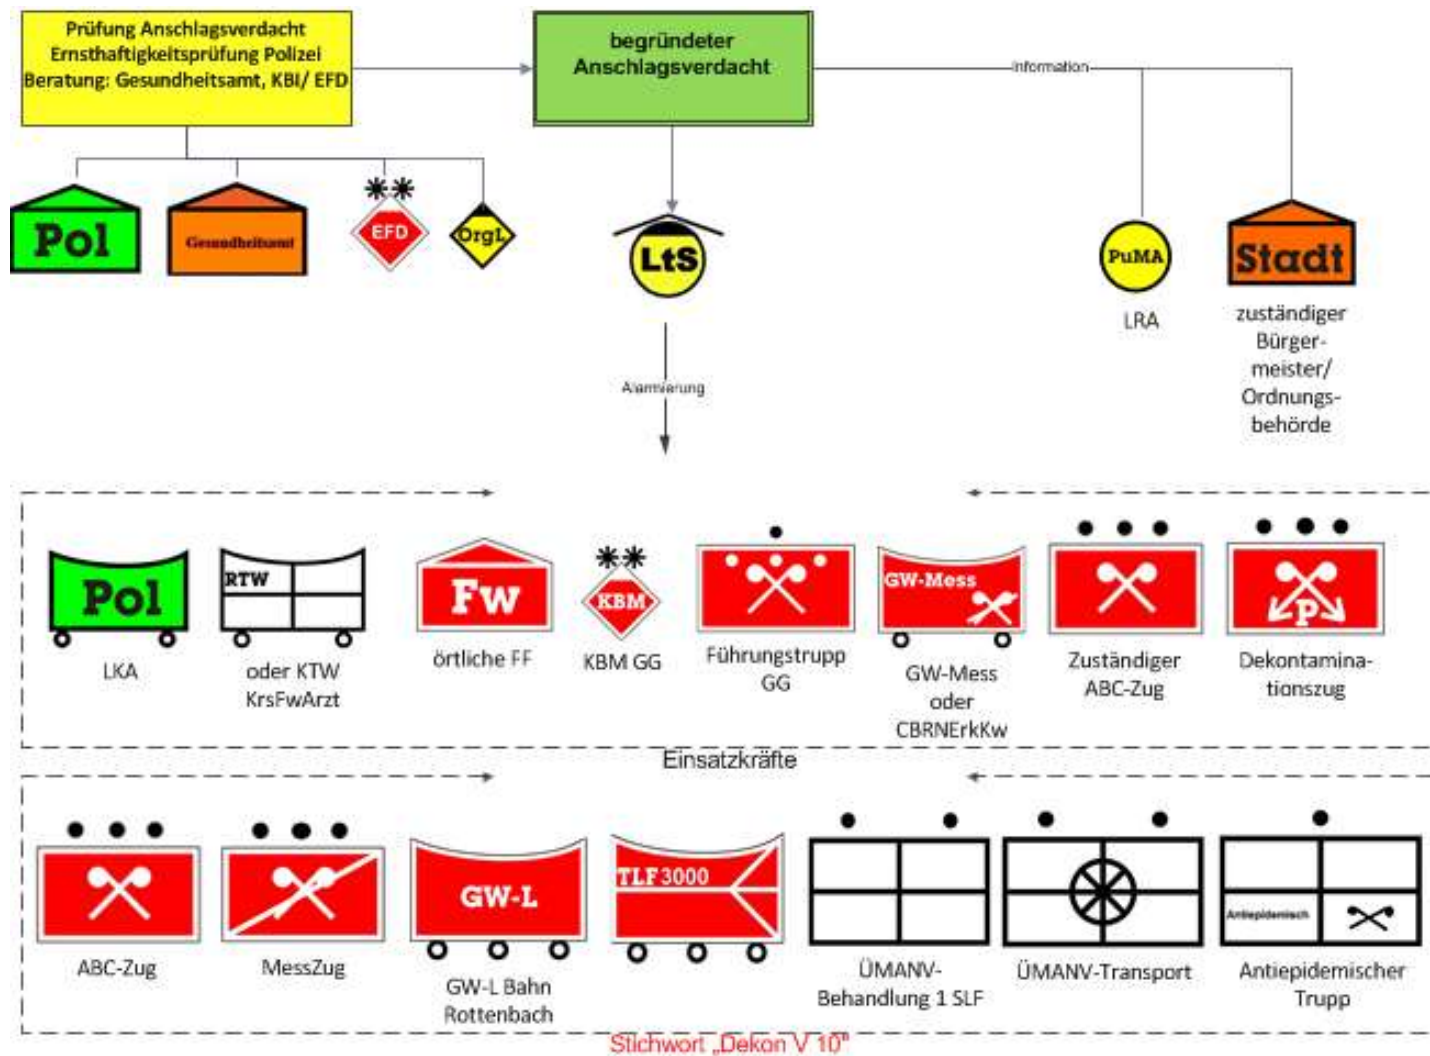 Prüfung Anschlagsverdacht
Ernsthaftigkeitsprüfung Polizei
Beratung: Gesundheitsamt, KBI/ EFD
begründeter
Anschlagsverdacht
Information
Pol
Gesundheitsamt
EFD
OrgL
LtS
PuMA
LRA
Stadt
zuständiger
Bürger-
meister/
Ordnungs-
behörde
Alarmierung
Pol
LKA
RTW
oder KTW
KrsFwArzt
Fw
örtliche FF
KBM
KBM GG
Führungstrupp
GG
GW-Mess
GW-Mess
oder
CBRNErkKw
Zuständiger
ABC-Zug
P
Dekontamina-
tionszug
Einsatzkräfte
ABC-Zug
MessZug
GW-L
GW-L Bahn
Rottenbach
TLF3000
ÜMANV-
Behandlung 1 SLF
ÜMANV-Transport
Antiepidemisch
Antiepidemischer
Trupp
Stichwort „Dekon V 10"